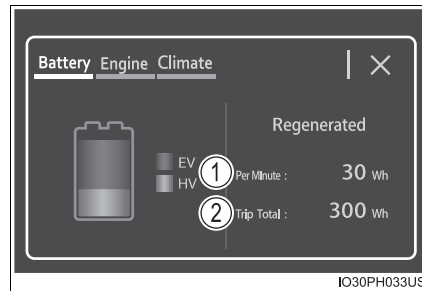 Battery Engine Climate
Regenerated
EV
HV
1 Per Minute : 30 Wh
2 Trip Total : 300 Wh
IO30PH033US